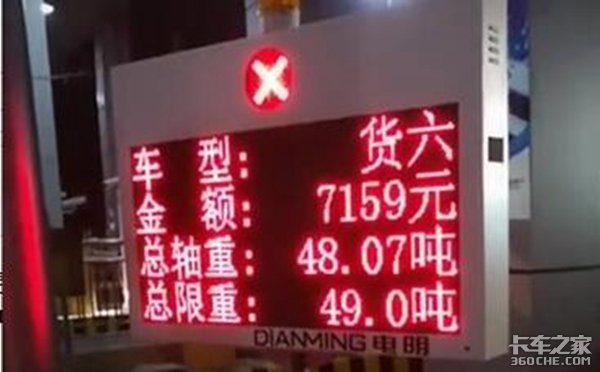 车 型: 货六
金 额: 7159元
总轴重: 48.07吨
总限重: 49.0吨
DIANMING 电明
卡车之家
360CHE.COM